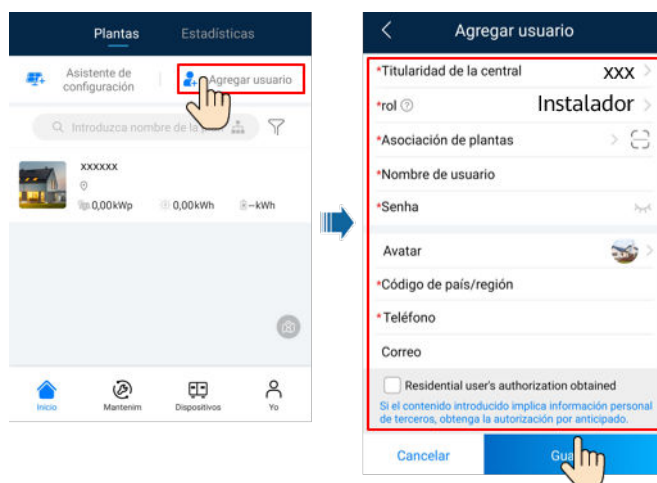 Plantas
Estadísticas
Asistente de
configuración
Agregar usuario
Introduzca nombre de la
xxxxxx
0,00kWp
0,00kWh
--kWh
Inicio
Mantenim
Dispositivos
Yo
Agregar usuario
*Titularidad de la central
xxx
*rol
Instalador
*Asociación de plantas
*Nombre de usuario
*Senha
Avatar
*Código de país/región
*Teléfono
Correo
Residential user's authorization obtained
Si el contenido introducido implica información personal
de terceros, obtenga la autorización por anticipado.
Cancelar